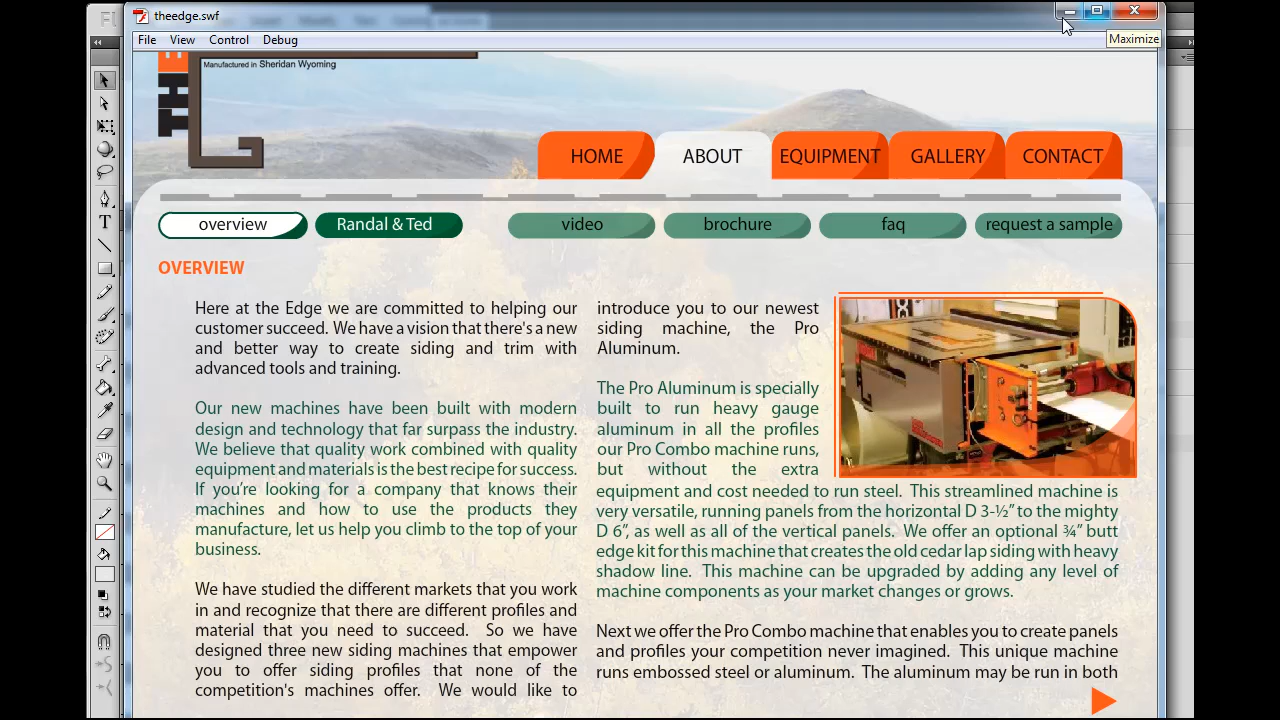 theedge.swf
File View Control Debug
Maximize
Fl
THE
Manufactured in Sheridan Wyoming
HOME ABOUT EQUIPMENT GALLERY CONTACT
overview Randal & Ted video brochure faq request a sample
OVERVIEW
Here at the Edge we are committed to helping our
customer succeed. We have a vision that there's a new
and better way to create siding and trim with
advanced tools and training.
Our new machines have been built with modern
design and technology that far surpass the industry.
We believe that quality work combined with quality
equipment and materials is the best recipe for success.
If you're looking for a company that knows their
machines and how to use the products they
manufacture, let us help you climb to the top of your
business.
We have studied the different markets that you work
in and recognize that there are different profiles and
material that you need to succeed. So we have
designed three new siding machines that empower
you to offer siding profiles that none of the
competition's machines offer. We would like to
introduce you to our newest
siding machine, the Pro
Aluminum.
The Pro Aluminum is specially
built to run heavy gauge
aluminum in all the profiles
our Pro Combo machine runs,
but without the extra
equipment and cost needed to run steel. This streamlined machine is
very versatile, running panels from the horizontal D 3-½” to the mighty
D 6”, as well as all of the vertical panels. We offer an optional ¾” butt
edge kit for this machine that creates the old cedar lap siding with heavy
shadow line. This machine can be upgraded by adding any level of
machine components as your market changes or grows.
Next we offer the Pro Combo machine that enables you to create panels
and profiles your competition never imagined. This unique machine
runs embossed steel or aluminum. The aluminum may be run in both